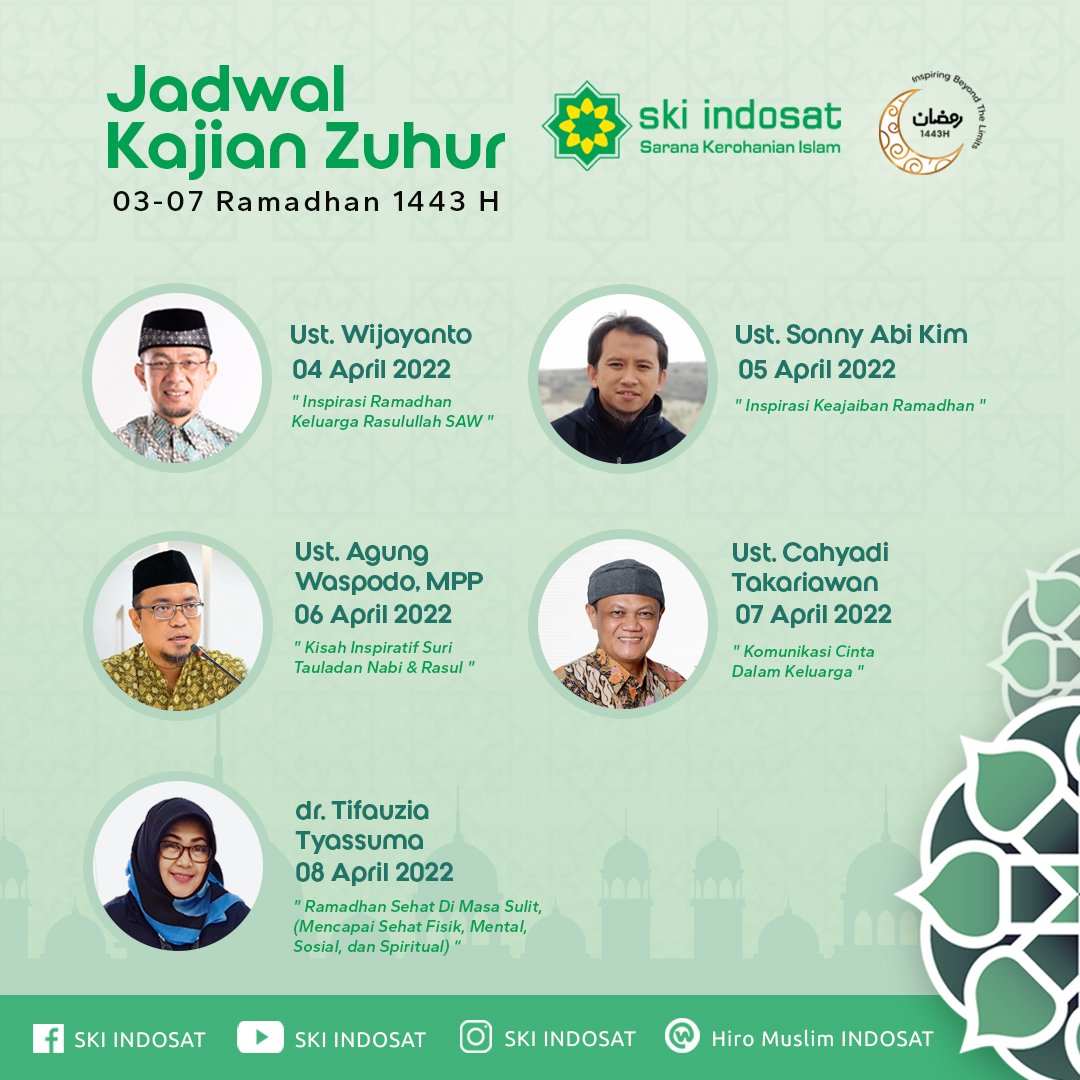 Jadwal
Kajian Zuhur
03-07 Ramadhan 1443 H
ski indosat
Sarana Kerohanian Islam
Inspiring Beyond The Limits
رمضان
1443H
Ust. Wijayanto
04 April 2022
" Inspirasi Ramadhan
Keluarga Rasulullah SAW "
Ust. Sonny Abi Kim
05 April 2022
" Inspirasi Keajaiban Ramadhan "
Ust. Agung
Waspodo, MPP
06 April 2022
" Kisah Inspiratif Suri
Tauladan Nabi & Rasul "
Ust. Cahyadi
Takariawan
07 April 2022
" Komunikasi Cinta
Dalam Keluarga "
dr. Tifauzia
Tyassuma
08 April 2022
" Ramadhan Sehat Di Masa Sulit,
(Mencapai Sehat Fisik, Mental,
Sosial, dan Spiritual) “
SKI INDOSAT
SKI INDOSAT
SKI INDOSAT
Hiro Muslim INDOSAT